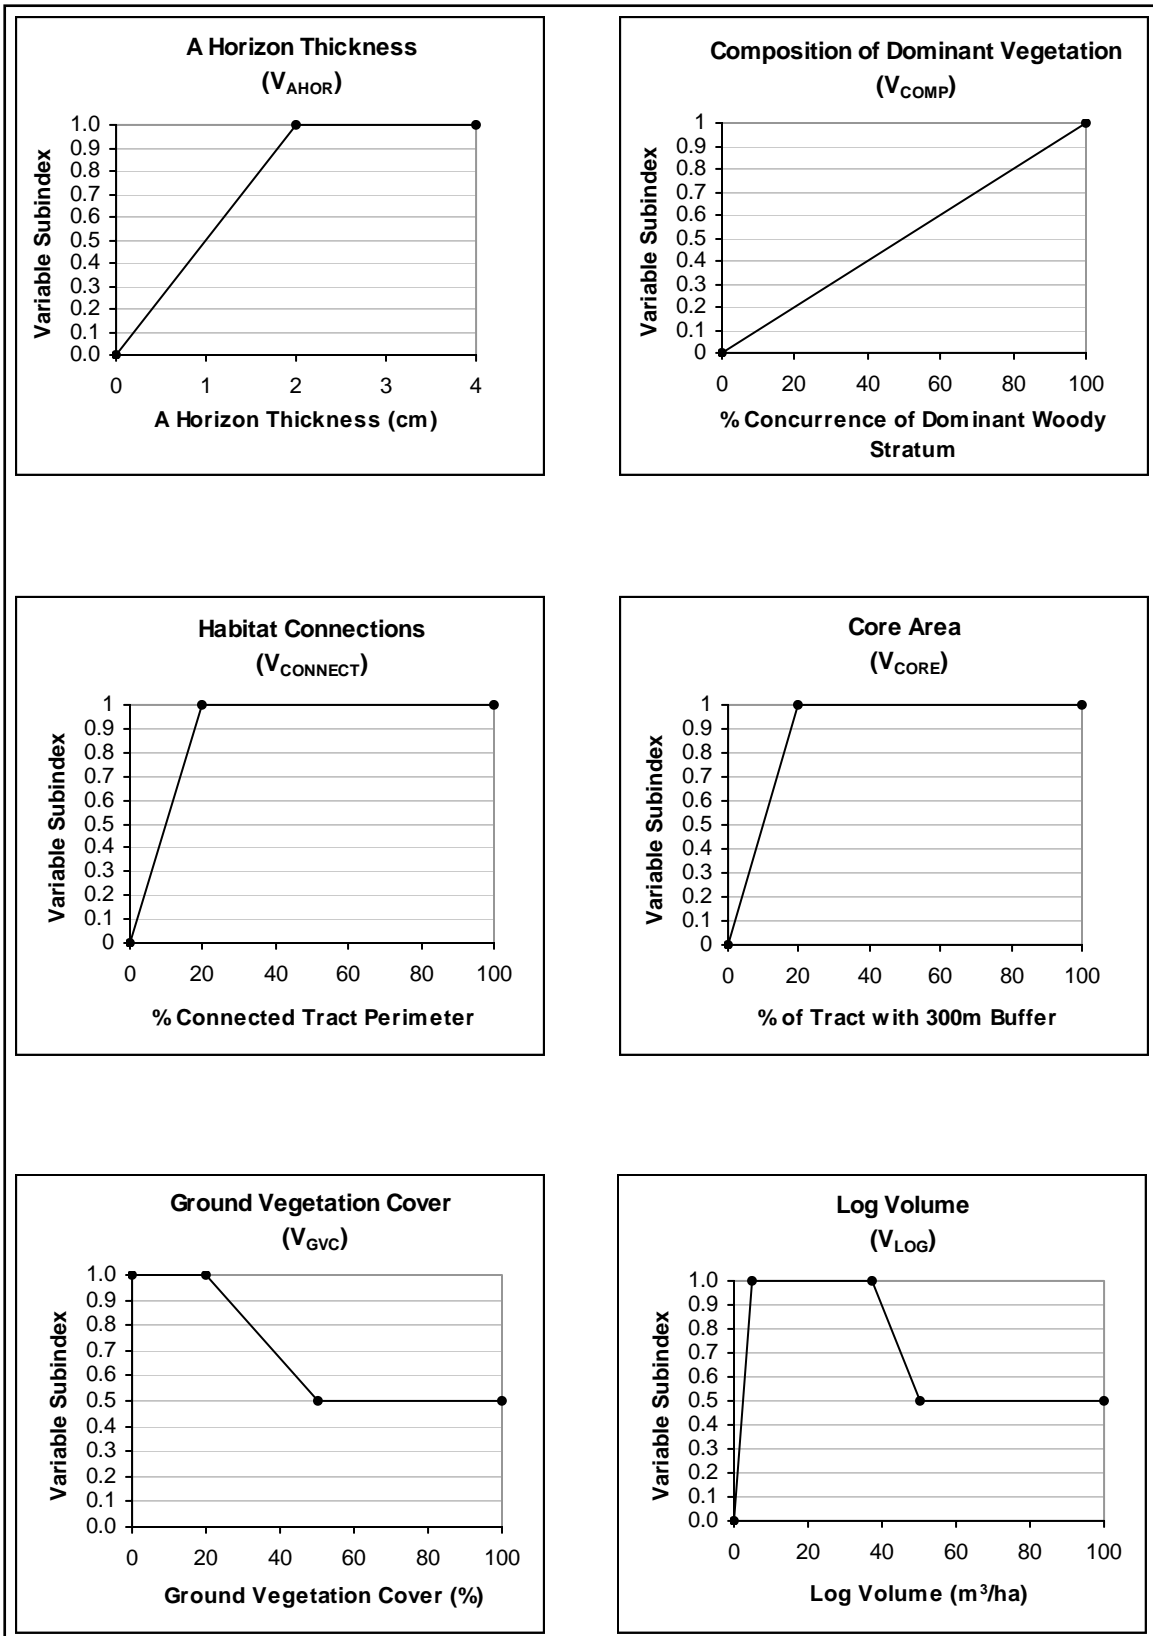 A Horizon Thickness
(V_AHOR)
Variable Subindex
1.0
0.9
0.8
0.7
0.6
0.5
0.4
0.3
0.2
0.1
0.0
0 1 2 3 4
A Horizon Thickness (cm)
Composition of Dominant Vegetation
(V_COMP)
Variable Subindex
1
0.9
0.8
0.7
0.6
0.5
0.4
0.3
0.2
0.1
0
0 20 40 60 80 100
% Concurrence of Dominant Woody
Stratum
Habitat Connections
(V_CONNECT)
Variable Subindex
1
0.9
0.8
0.7
0.6
0.5
0.4
0.3
0.2
0.1
0
0 20 40 60 80 100
% Connected Tract Perimeter
Core Area
(V_CORE)
Variable Subindex
1
0.9
0.8
0.7
0.6
0.5
0.4
0.3
0.2
0.1
0
0 20 40 60 80 100
% of Tract with 300m Buffer
Ground Vegetation Cover
(V_GVC)
Variable Subindex
1.0
0.9
0.8
0.7
0.6
0.5
0.4
0.3
0.2
0.1
0.0
0 20 40 60 80 100
Ground Vegetation Cover (%)
Log Volume
(V_LOG)
Variable Subindex
1.0
0.9
0.8
0.7
0.6
0.5
0.4
0.3
0.2
0.1
0.0
0 20 40 60 80 100
Log Volume (m³/ha)